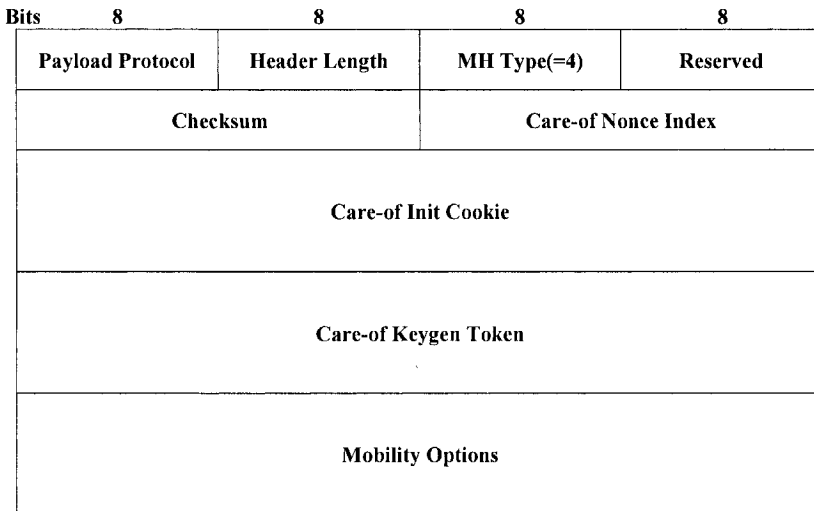 Bits 8 8 8 8
Payload Protocol Header Length MH Type(=4) Reserved
Checksum Care-of Nonce Index
Care-of Init Cookie
Care-of Keygen Token
Mobility Options